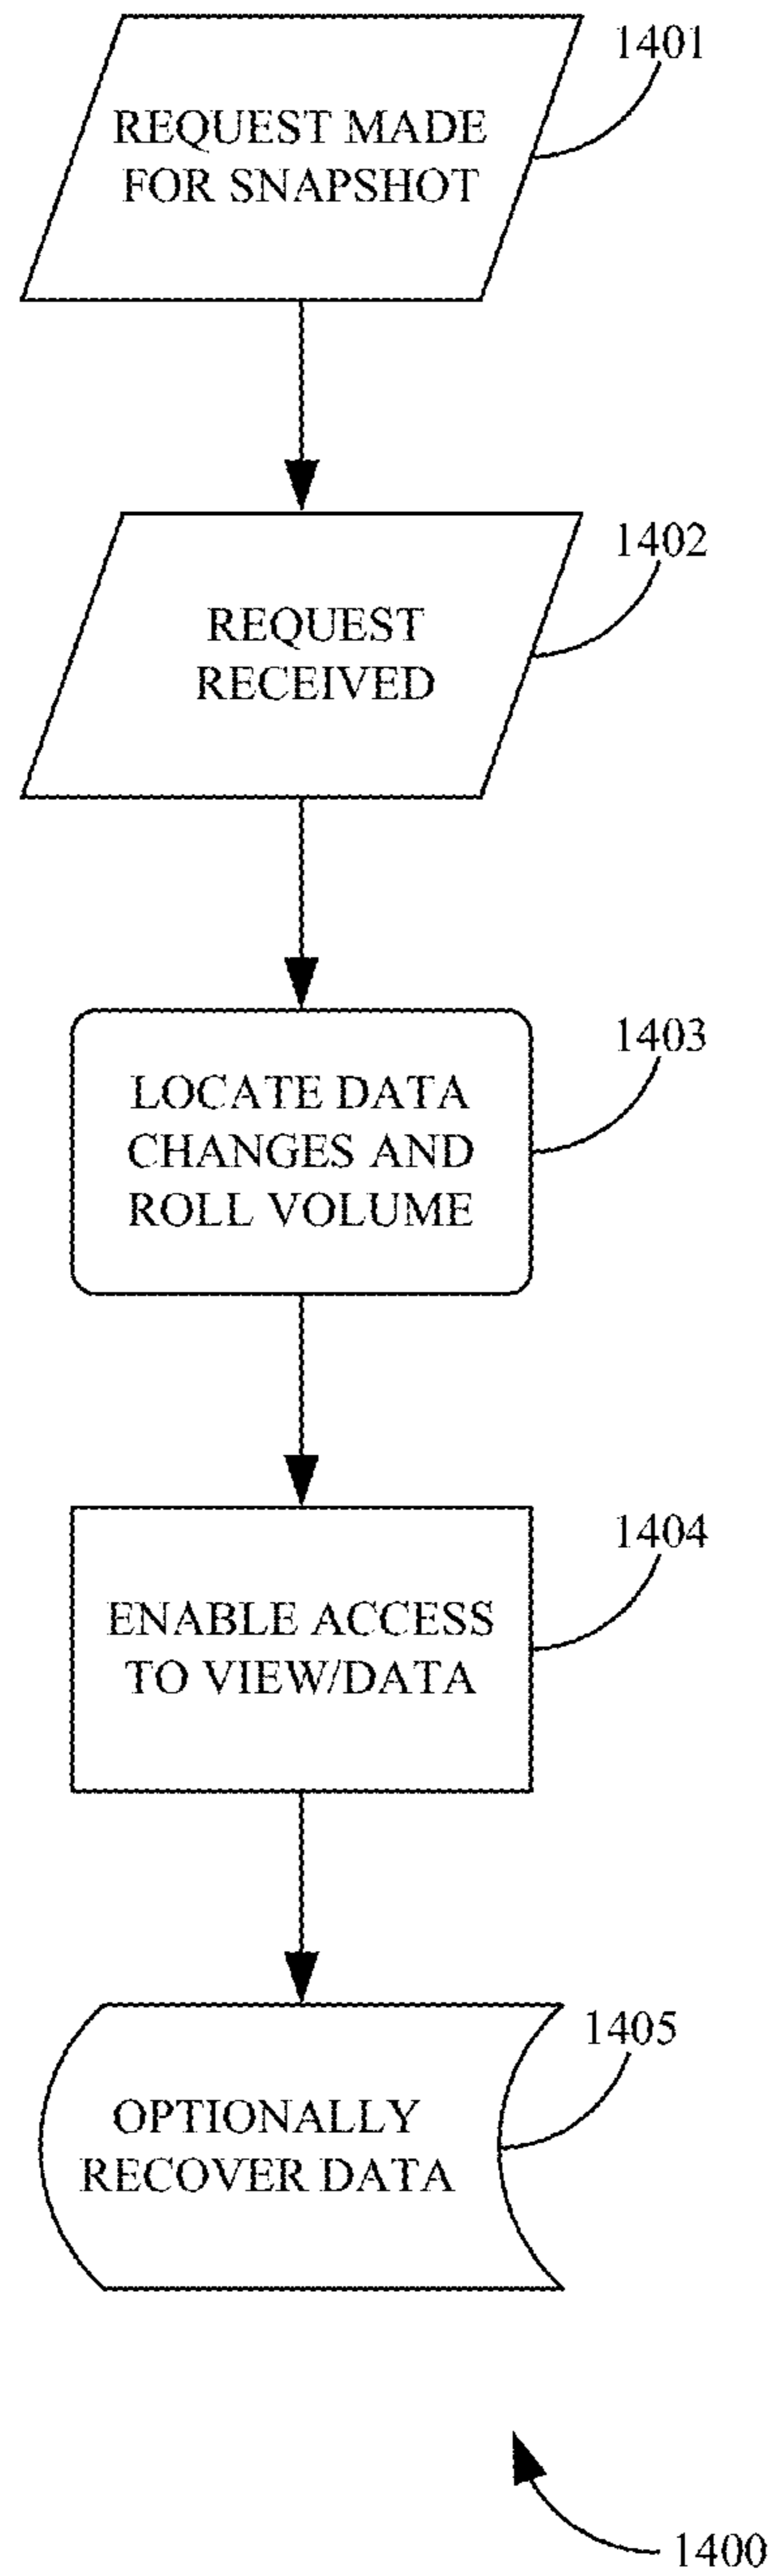 1401
REQUEST MADE
FOR SNAPSHOT
1402
REQUEST
RECEIVED
1403
LOCATE DATA
CHANGES AND
ROLL VOLUME
1404
ENABLE ACCESS
TO VIEW/DATA
1405
OPTIONALLY
RECOVER DATA
1400